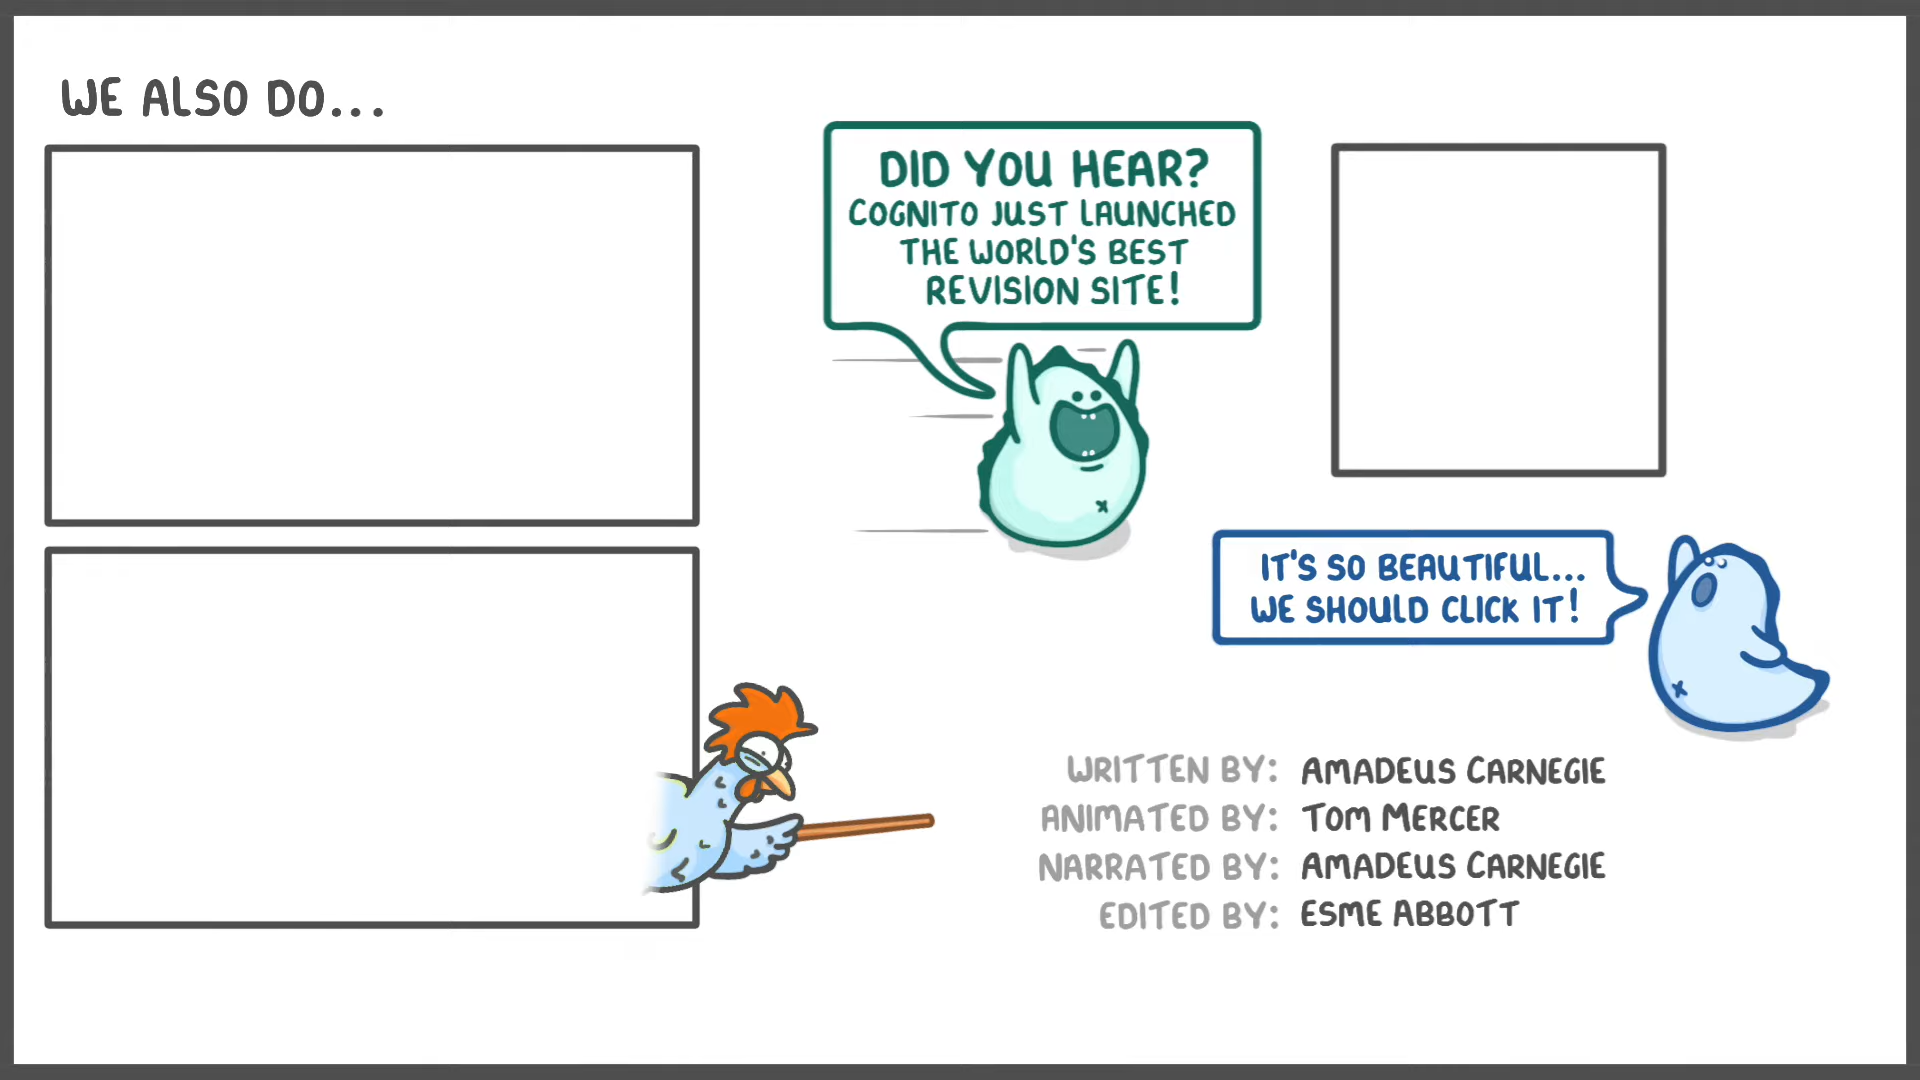 WE ALSO DO...
DID YOU HEAR?
COGNITO JUST LAUNCHED
THE WORLD'S BEST
REVISION SITE!
IT'S SO BEAUTIFUL...
WE SHOULD CLICK IT!
WRITTEN BY: AMADEUS CARNEGIE
ANIMATED BY: TOM MERCER
NARRATED BY: AMADEUS CARNEGIE
EDITED BY: ESME ABBOTT